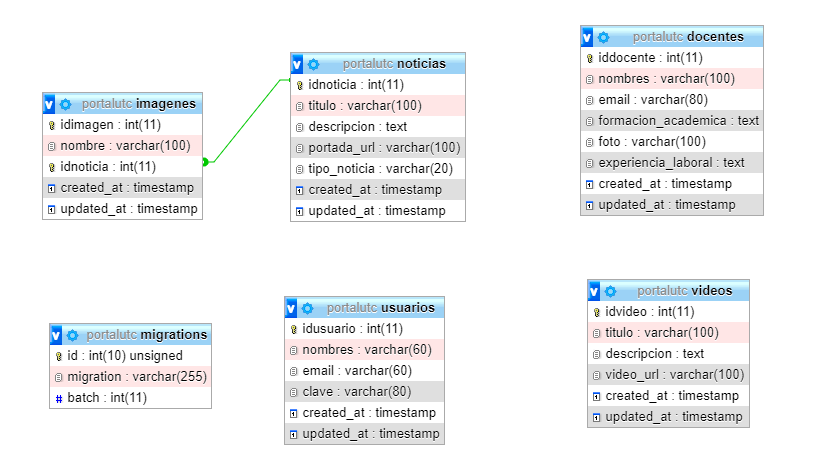 portalutc imagenes
idimagen : int(11)
nombre : varchar(100)
idnoticia : int(11)
created_at : timestamp
updated_at : timestamp
portalutc noticias
idnoticia : int(11)
titulo : varchar(100)
descripcion : text
portada_url : varchar(100)
tipo_noticia : varchar(20)
created_at : timestamp
updated_at : timestamp
portalutc docentes
iddocente : int(11)
nombres : varchar(100)
email : varchar(80)
formacion_academica : text
foto : varchar(100)
experiencia_laboral : text
created_at : timestamp
updated_at : timestamp
portalutc migrations
id : int(10) unsigned
migration : varchar(255)
# batch : int(11)
portalutc usuarios
idusuario : int(11)
nombres : varchar(60)
email : varchar(60)
clave : varchar(80)
created_at : timestamp
updated_at : timestamp
portalutc videos
idvideo : int(11)
titulo : varchar(100)
descripcion : text
video_url : varchar(100)
created_at : timestamp
updated_at : timestamp